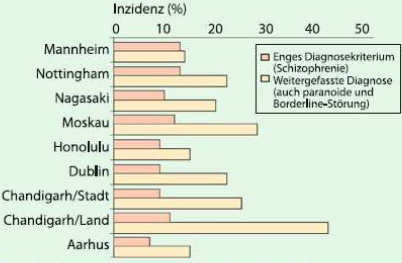 Inzidenz (%)
0 10 20 30 40 50
Mannheim
Nottingham
Nagasaki
Moskau
Honolulu
Dublin
Chandigarh/Stadt
Chandigarh/Land
Aarhus
Enges Diagnosekriterium
(Schizophrenie)
Weitergefasste Diagnose
(auch paranoide und
Borderline-Störung)